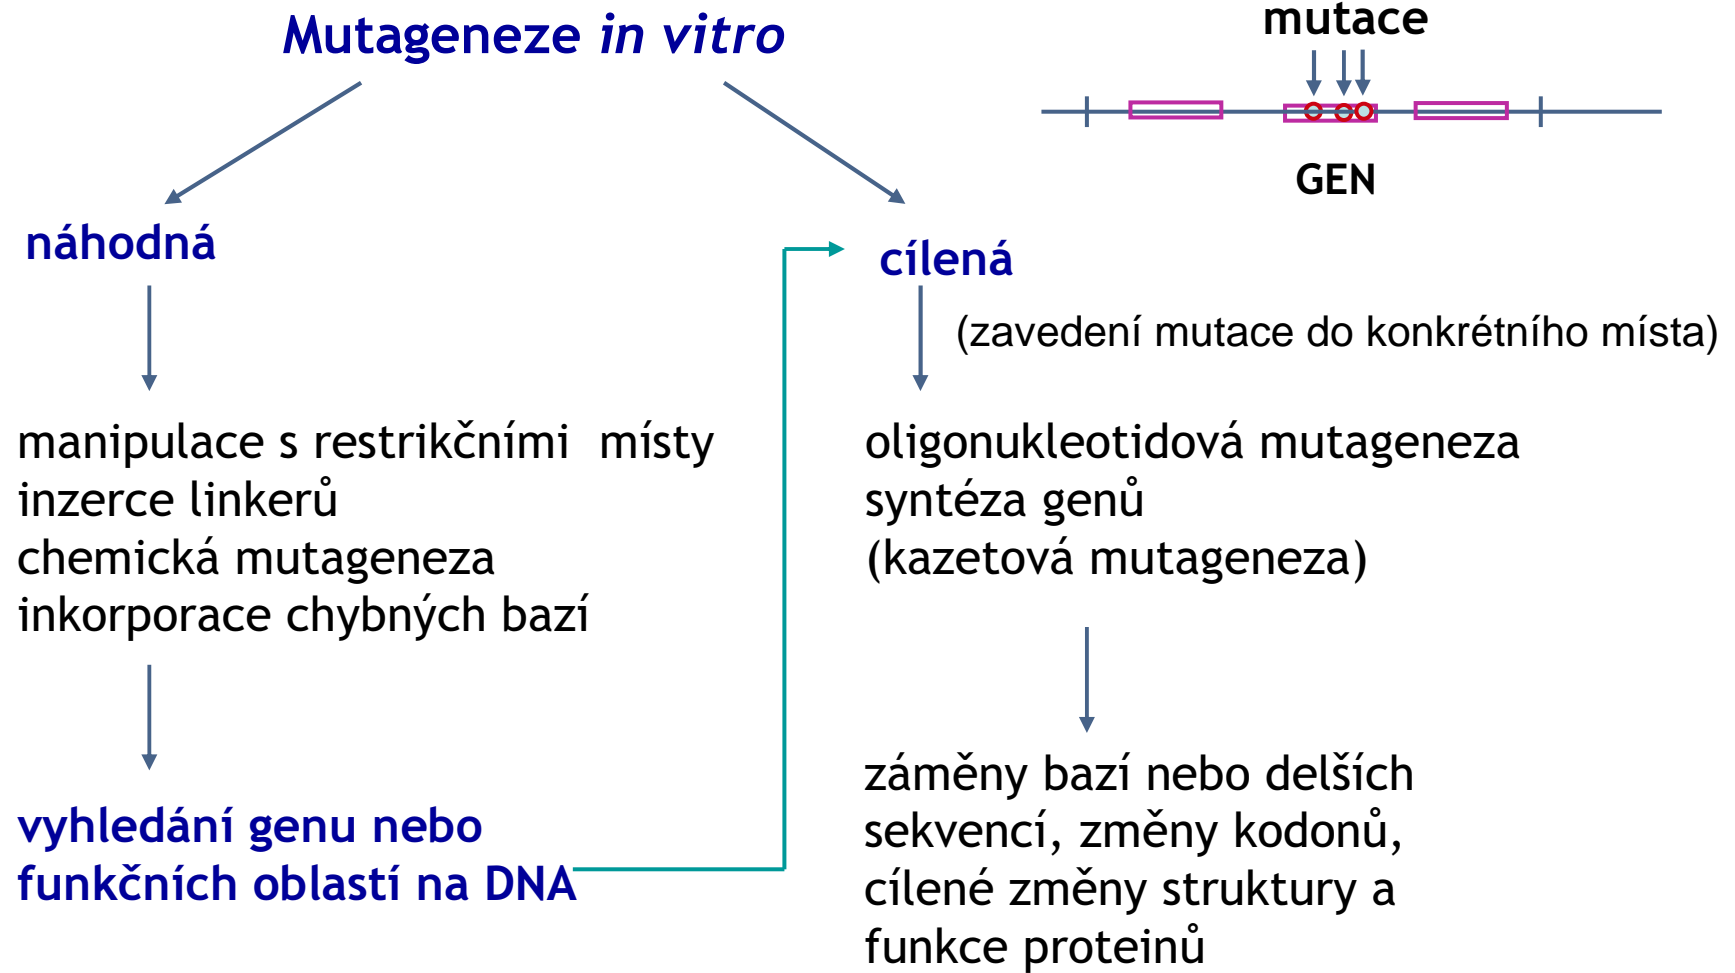 Mutageneze in vitro
mutace
GEN
náhodná
cílená
(zavedení mutace do konkrétního místa)
manipulace s restrikčními  místy
inzerce linkerů
chemická mutageneza
inkorporace chybných bazí
oligonukleotidová mutageneza
syntéza genů
(kazetová mutageneza)
vyhledání genu nebo
funkčních oblastí na DNA
záměny bazí nebo delších
sekvencí, změny kodonů,
cílené změny struktury a
funkce proteinů